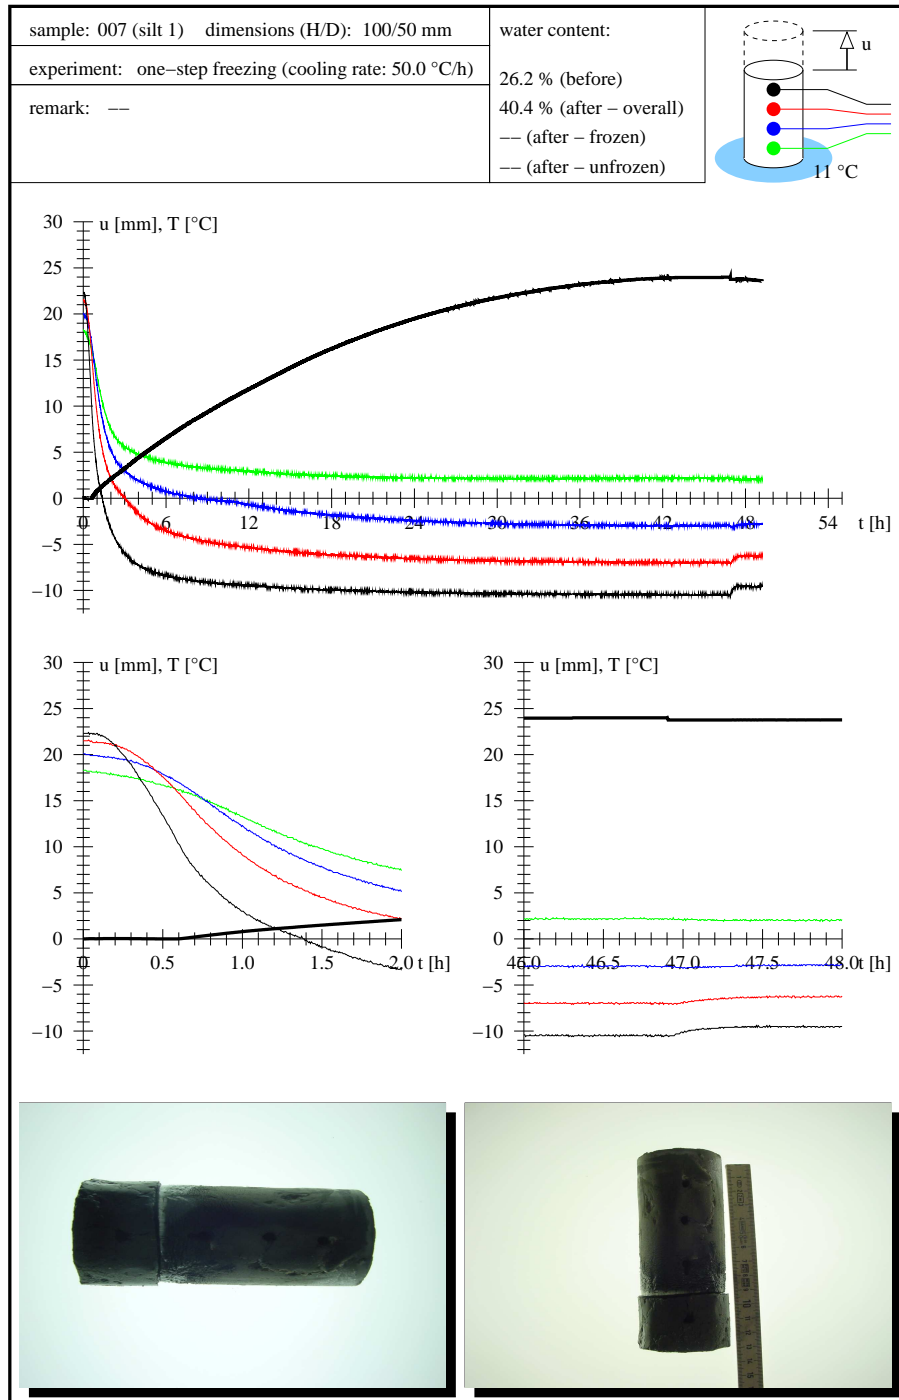 sample: 007 (silt 1) dimensions (H/D): 100/50 mm
experiment: one−step freezing (cooling rate: 50.0 °C/h)
remark: −−
water content:
26.2 % (before)
40.4 % (after − overall)
−− (after − frozen)
−− (after − unfrozen)
u
11 °C
u [mm], T [°C]
30
25
20
15
10
5
0
−5
−10
0 6 12 18 24 30 36 42 48 54
t [h]
u [mm], T [°C]
30
25
20
15
10
5
0
−5
−10
0 0.5 1.0 1.5 2.0 t [h]
u [mm], T [°C]
30
25
20
15
10
5
0
−5
−10
46.0 46.5 47.0 47.5 48.0 t [h]